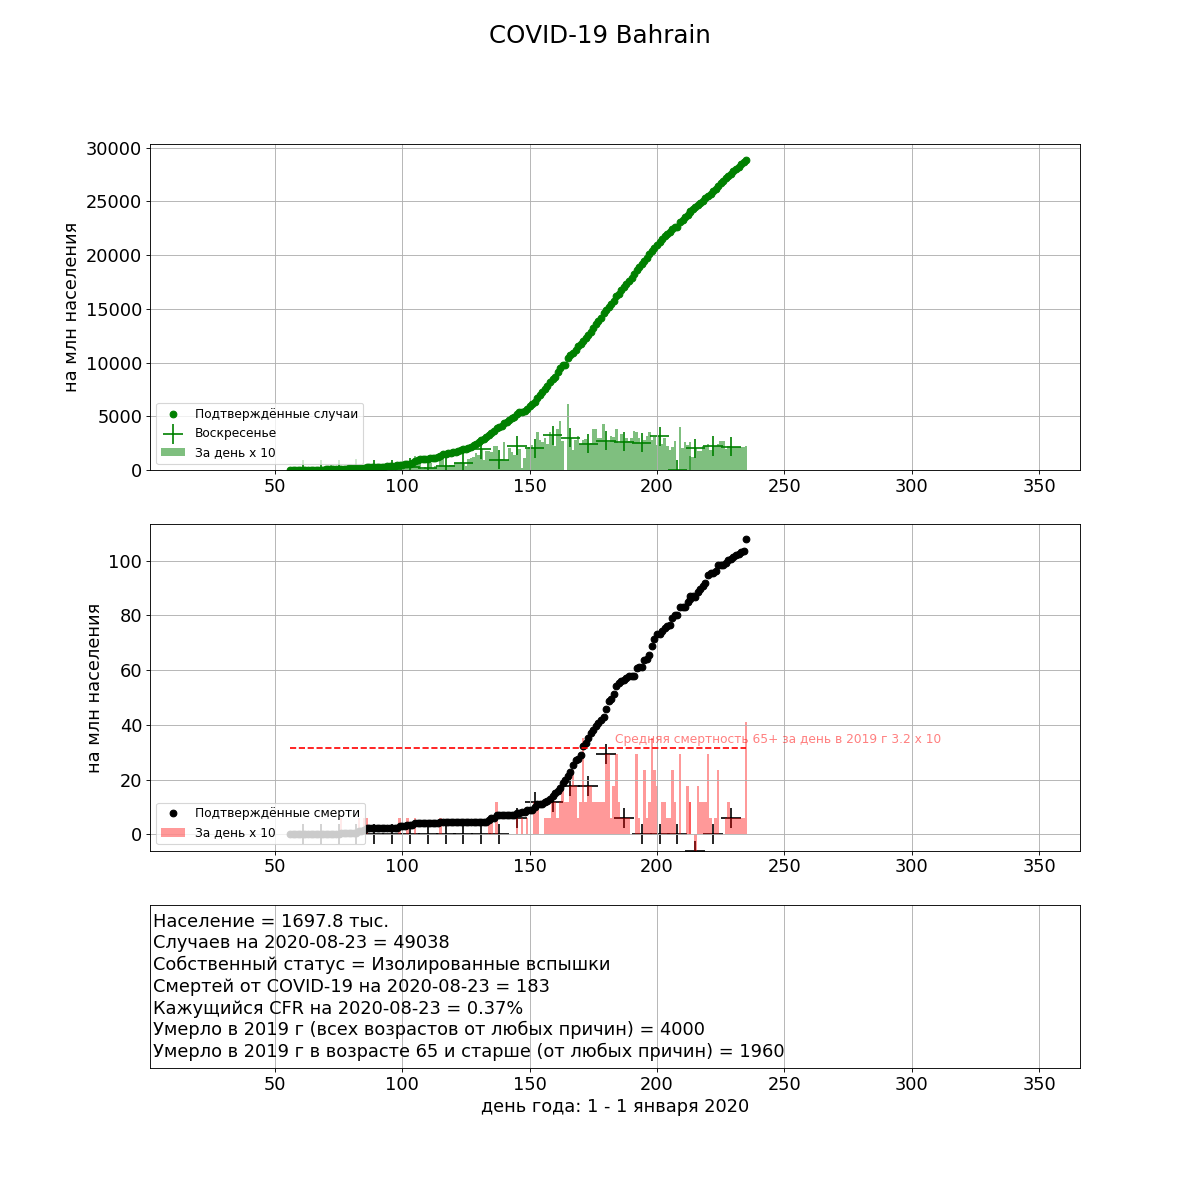 COVID-19 Bahrain
30000
25000
20000
15000
10000
5000
0
на млн населения
Подтверждённые случаи
Воскресенье
За день x 10
50 100 150 200 250 300 350
100
80
60
40
20
0
на млн населения
Средняя смертность 65+ за день в 2019 г 3.2 x 10
Подтверждённые смерти
За день x 10
50 100 150 200 250 300 350
Население = 1697.8 тыс.
Случаев на 2020-08-23 = 49038
Собственный статус = Изолированные вспышки
Смертей от COVID-19 на 2020-08-23 = 183
Кажущийся CFR на 2020-08-23 = 0.37%
Умерло в 2019 г (всех возрастов от любых причин) = 4000
Умерло в 2019 г в возрасте 65 и старше (от любых причин) = 1960
50 100 150 200 250 300 350
день года: 1 - 1 января 2020